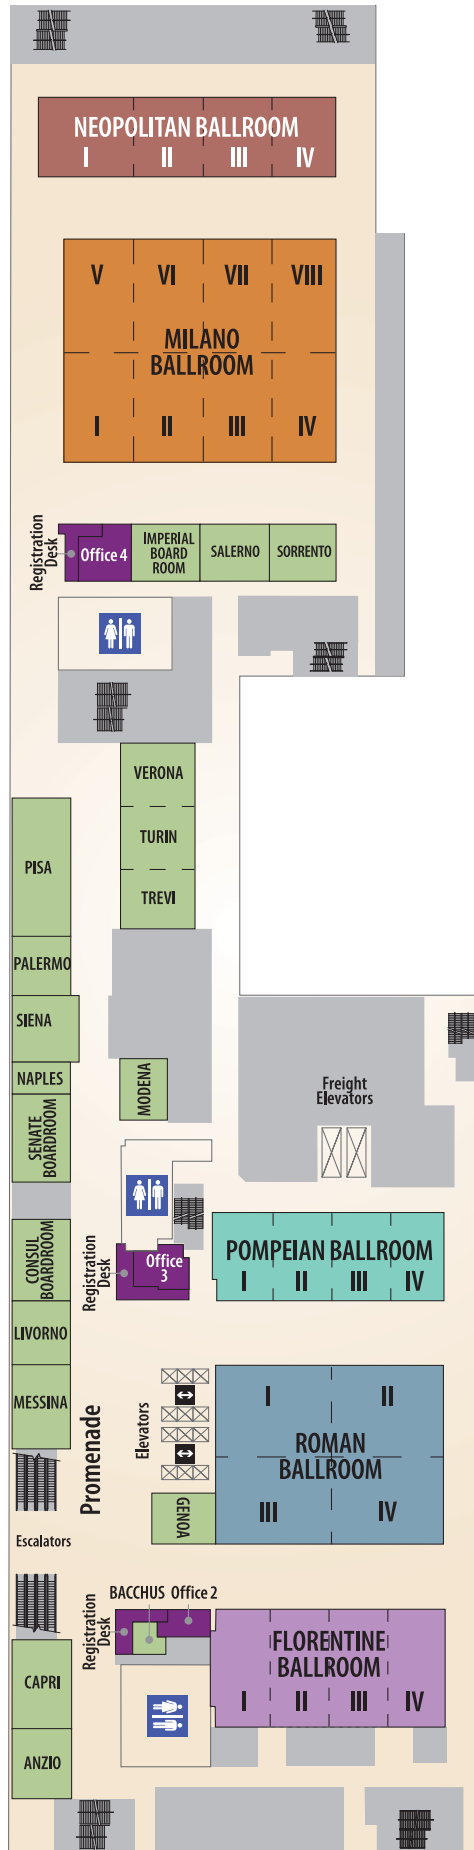 NEOPOLITAN BALLROOM
I II III IV
V VI VII VIII
MILANO
BALLROOM
I II III IV
Registration
Desk
Office 4
IMPERIAL
BOARD
ROOM
SALERNO
SORRENTO
VERONA
TURIN
TREVI
PISA
PALERMO
SIENA
NAPLES
SENATE
BOARDROOM
MODENA
Freight
Elevators
CONSUL
BOARDROOM
LIVORNO
MESSINA
Registration
Desk
Office
3
POMPEIAN BALLROOM
I II III IV
Promenade
Elevators
I II
ROMAN
BALLROOM
III IV
GENOA
Escalators
BACCHUS Office 2
Registration
Desk
FLORENTINE
BALLROOM
I II III IV
CAPRI
ANZIO